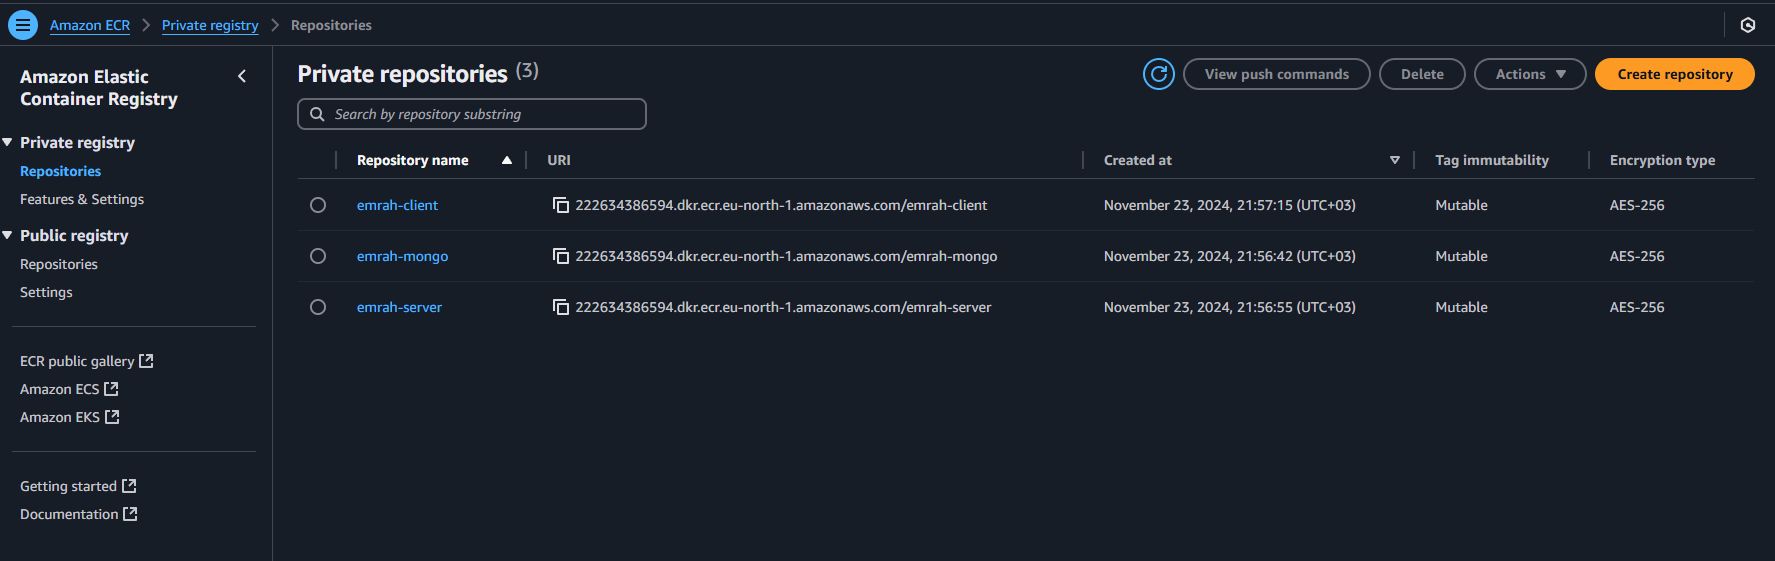 Amazon ECR > Private registry > Repositories
Amazon Elastic
Container Registry
Private registry
Repositories
Features & Settings
Public registry
Repositories
Settings
ECR public gallery
Amazon ECS
Amazon EKS
Getting started
Documentation
Private repositories (3)
View push commands Delete Actions Create repository
Search by repository substring
Repository name URI Created at Tag immutability Encryption type
emrah-client 222634386594.dkr.ecr.eu-north-1.amazonaws.com/emrah-client November 23, 2024, 21:57:15 (UTC+03) Mutable AES-256
emrah-mongo 222634386594.dkr.ecr.eu-north-1.amazonaws.com/emrah-mongo November 23, 2024, 21:56:42 (UTC+03) Mutable AES-256
emrah-server 222634386594.dkr.ecr.eu-north-1.amazonaws.com/emrah-server November 23, 2024, 21:56:55 (UTC+03) Mutable AES-256